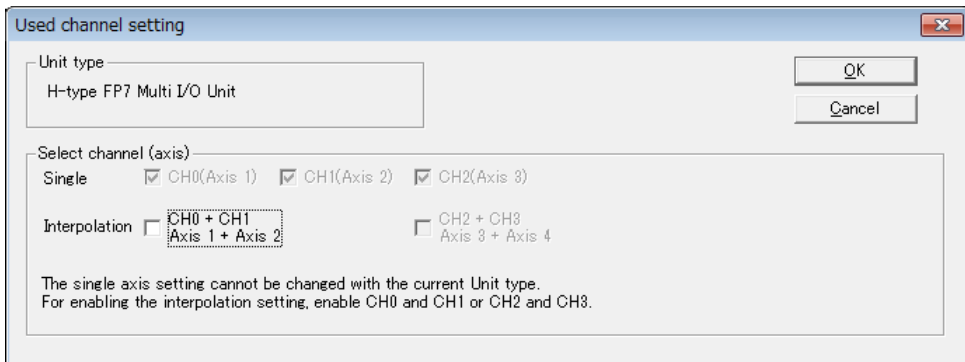 Used channel setting
Unit type
H-type FP7 Multi I/O Unit
OK
Cancel
Select channel (axis)
Single CH0(Axis 1) CH1(Axis 2) CH2(Axis 3)
Interpolation CH0 + CH1 CH2 + CH3
Axis 1 + Axis 2 Axis 3 + Axis 4
The single axis setting cannot be changed with the current Unit type.
For enabling the interpolation setting, enable CH0 and CH1 or CH2 and CH3.